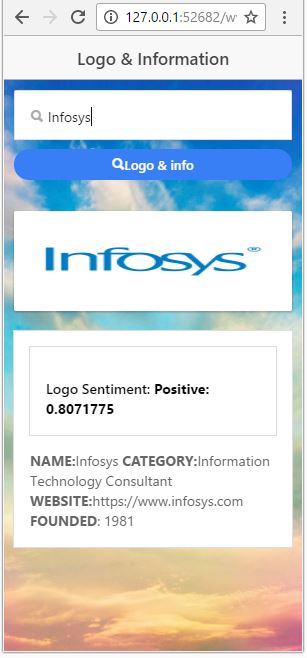 127.0.0.1:52682/w
Logo & Information
Infosys
Logo & info
Infosys®
Logo Sentiment: Positive:
0.8071775
NAME:Infosys CATEGORY:Information
Technology Consultant
WEBSITE:https://www.infosys.com
FOUNDED: 1981